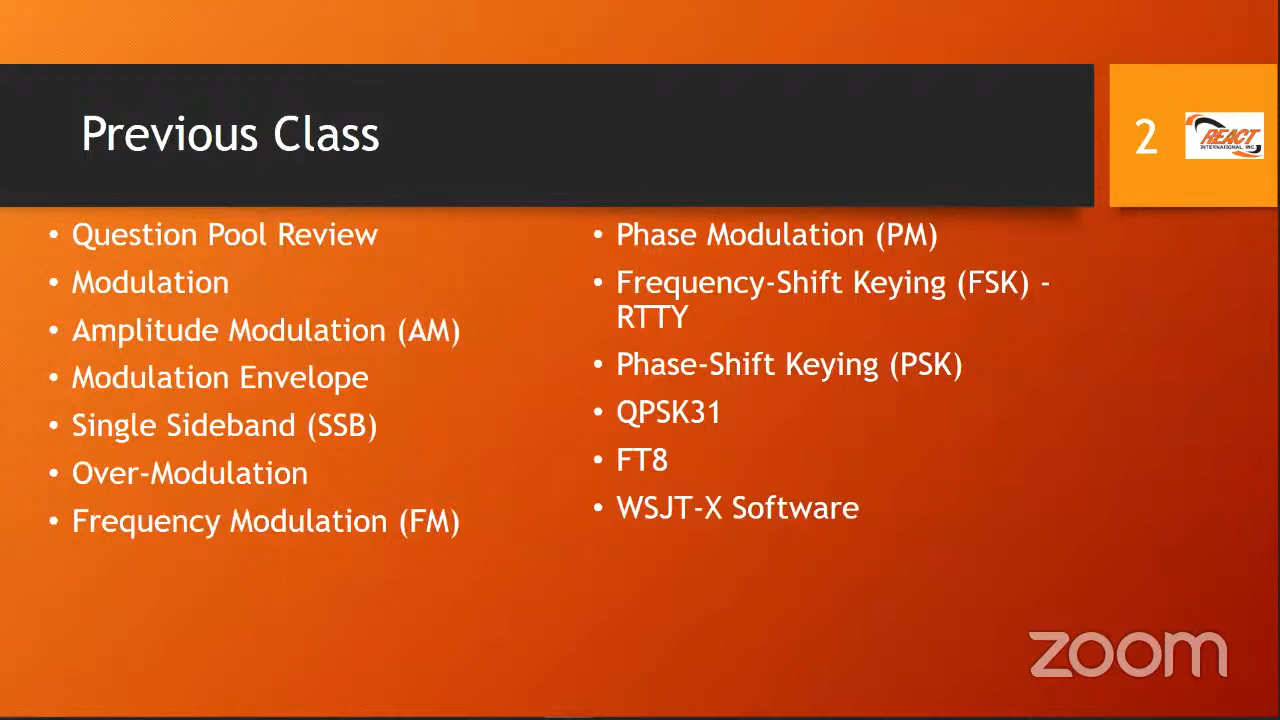 Previous Class
2
REACT
INTERNATIONAL INC
• Question Pool Review
• Modulation
• Amplitude Modulation (AM)
• Modulation Envelope
• Single Sideband (SSB)
• Over-Modulation
• Frequency Modulation (FM)
• Phase Modulation (PM)
• Frequency-Shift Keying (FSK) -
RTTY
• Phase-Shift Keying (PSK)
• QPSK31
• FT8
• WSJT-X Software
zoom